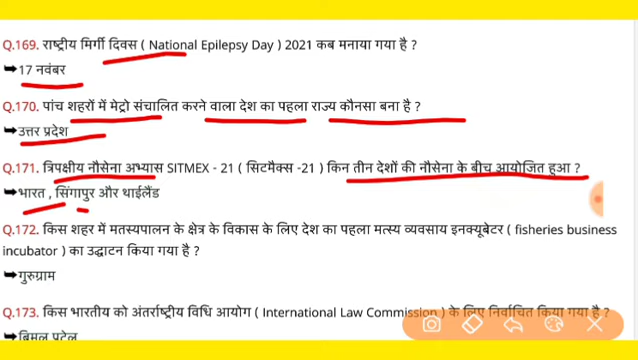 Q.169. राष्ट्रीय मिर्गी दिवस ( National Epilepsy Day ) 2021 कब मनाया गया है ?
➥17 नवंबर
Q.170. पांच शहरों में मेट्रो संचालित करने वाला देश का पहला राज्य कौनसा बना है ?
➥उत्तर प्रदेश
Q.171. त्रिपक्षीय नौसेना अभ्यास SITMEX - 21 ( सिटमैक्स -21 ) किन तीन देशों की नौसेना के बीच आयोजित हुआ ?
➥भारत , सिंगापुर और थाईलैंड
Q.172. किस शहर में मतस्यपालन के क्षेत्र के विकास के लिए देश का पहला मत्स्य व्यवसाय इनक्यूबेटर ( fisheries business
incubator ) का उद्धाटन किया गया है ?
➥गुरुग्राम
Q.173. किस भारतीय को अंतर्राष्ट्रीय विधि आयोग ( International Law Commission ) के लिए निर्वाचित किया गया है ?
➥बिमल पटेल